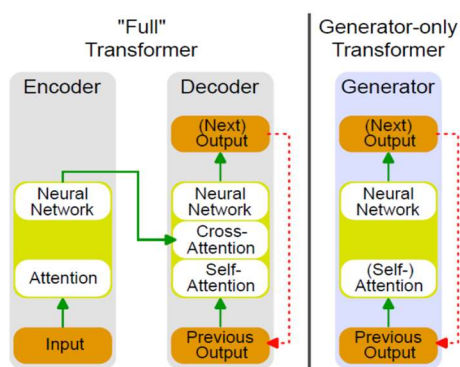 "Full"
Transformer
Encoder
Neural
Network
Attention
Input
Decoder
(Next)
Output
Neural
Network
Cross-
Attention
Self-
Attention
Previous
Output
Generator-only
Transformer
Generator
(Next)
Output
Neural
Network
(Self-)
Attention
Previous
Output